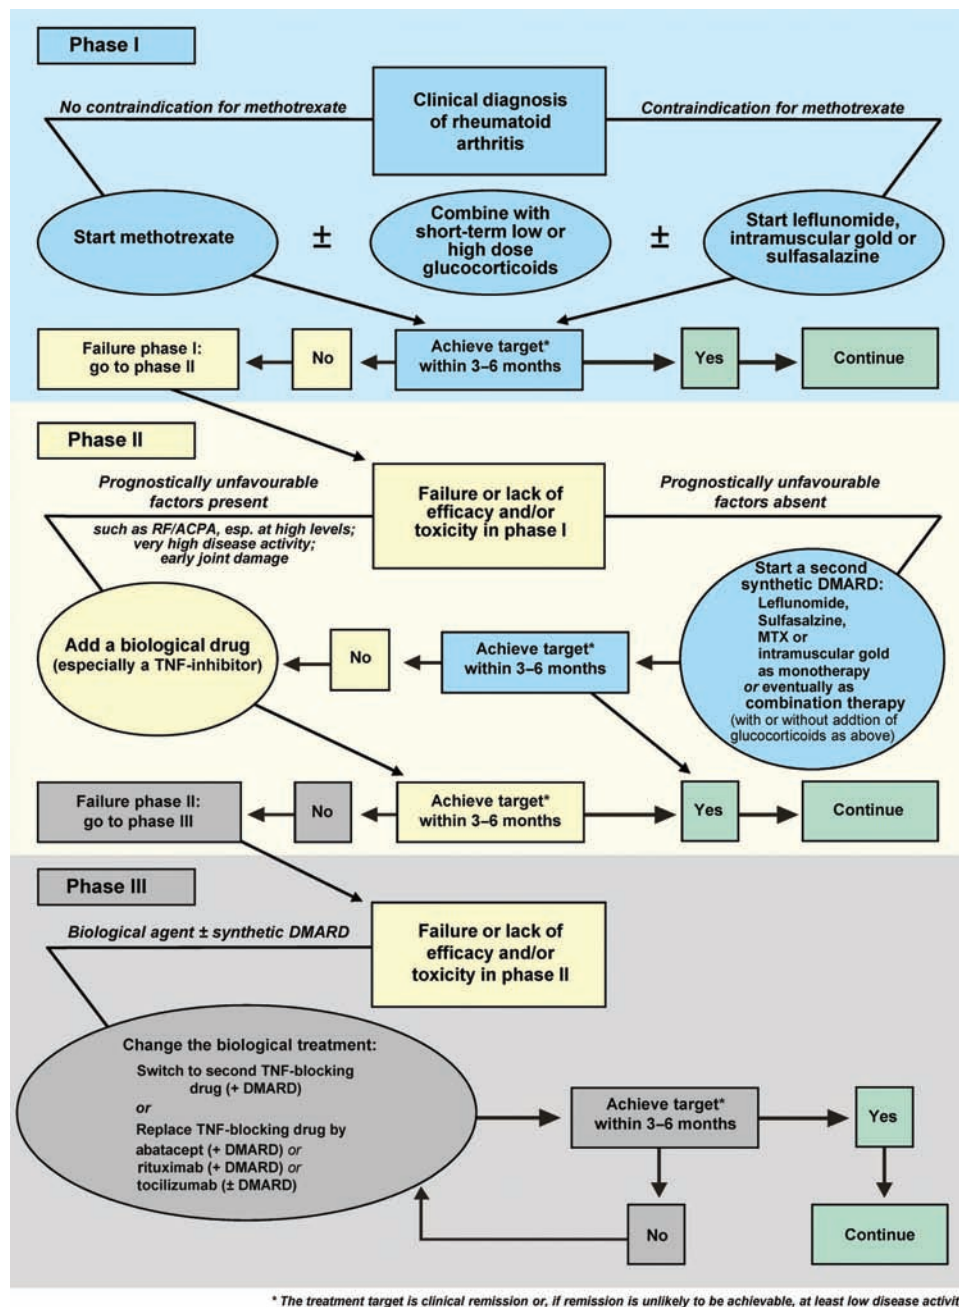 Phase I
No contraindication for methotrexate
Clinical diagnosis
of rheumatoid
arthritis
Contraindication for methotrexate
Start methotrexate
±
Combine with
short-term low or
high dose
glucocorticoids
±
Start leflunomide,
intramuscular gold or
sulfasalazine
Failure phase I:
go to phase II
No
Achieve target*
within 3–6 months
Yes
Continue
Phase II
Prognostically unfavourable
factors present
such as RF/ACPA, esp. at high levels;
very high disease activity;
early joint damage
Failure or lack of
efficacy and/or
toxicity in phase I
Prognostically unfavourable
factors absent
Add a biological drug
(especially a TNF-inhibitor)
No
Achieve target*
within 3–6 months
Start a second
synthetic DMARD:
Leflunomide,
Sulfasalzine,
MTX or
intramuscular gold
as monotherapy
or eventually as
combination therapy
(with or without addtion of
glucocorticoids as above)
Failure phase II:
go to phase III
No
Achieve target*
within 3–6 months
Yes
Continue
Phase III
Biological agent ± synthetic DMARD
Failure or lack of
efficacy and/or
toxicity in phase II
Change the biological treatment:
Switch to second TNF-blocking
drug (+ DMARD)
or
Replace TNF-blocking drug by
abatacept (+ DMARD) or
rituximab (+ DMARD) or
tocilizumab (± DMARD)
Achieve target*
within 3–6 months
Yes
No
Continue
* The treatment target is clinical remission or, if remission is unlikely to be achievable, at least low disease activit